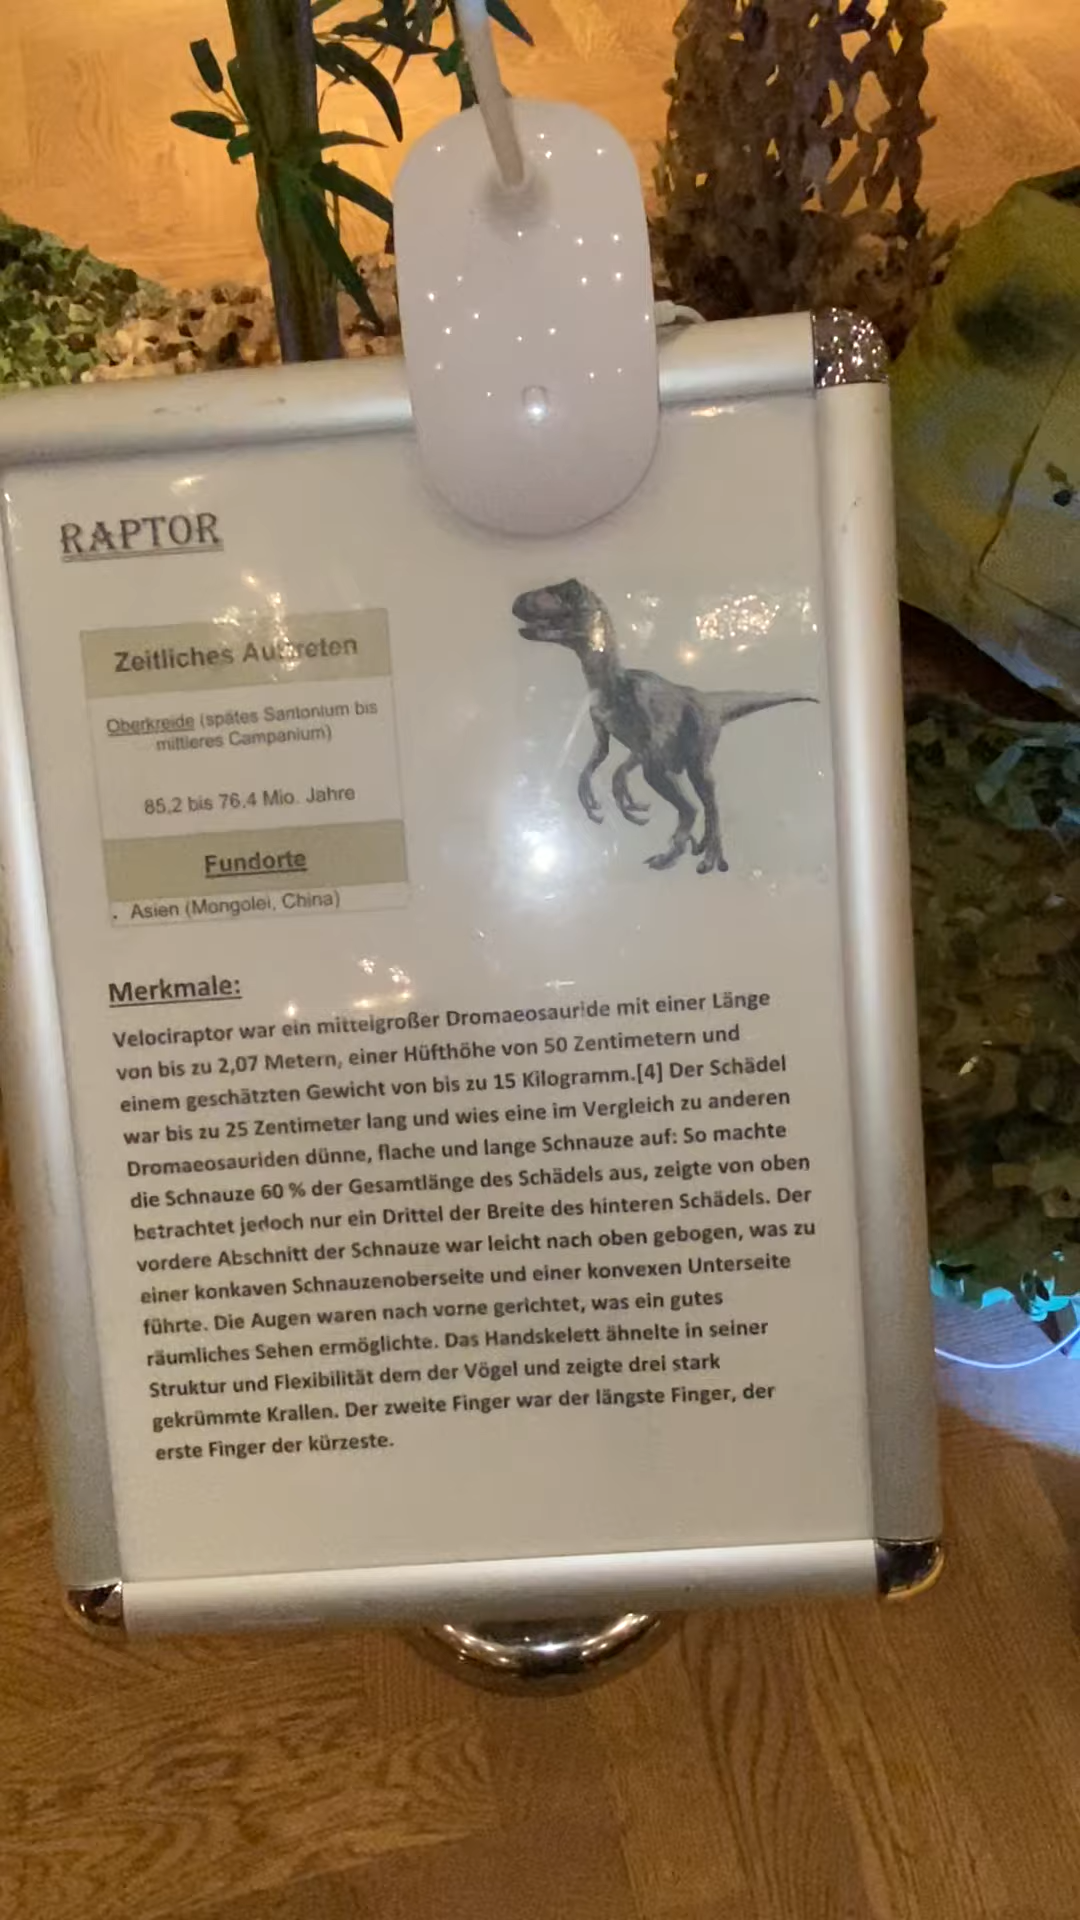 RAPTOR
Zeitliches Auftreten
Oberkreide (spätes Santonium bis
mittleres Campanium)
85,2 bis 76,4 Mio. Jahre
Fundorte
. Asien (Mongolei, China)
Merkmale:
Velociraptor war ein mittelgroßer Dromaeosauride mit einer Länge
von bis zu 2,07 Metern, einer Hüfthöhe von 50 Zentimetern und
einem geschätzten Gewicht von bis zu 15 Kilogramm.[4] Der Schädel
war bis zu 25 Zentimeter lang und wies eine im Vergleich zu anderen
Dromaeosauriden dünne, flache und lange Schnauze auf: So machte
die Schnauze 60 % der Gesamtlänge des Schädels aus, zeigte von oben
betrachtet jedoch nur ein Drittel der Breite des hinteren Schädels. Der
vordere Abschnitt der Schnauze war leicht nach oben gebogen, was zu
einer konkaven Schnauzenoberseite und einer konvexen Unterseite
führte. Die Augen waren nach vorne gerichtet, was ein gutes
räumliches Sehen ermöglichte. Das Handskelett ähnelte in seiner
Struktur und Flexibilität dem der Vögel und zeigte drei stark
gekrümmte Krallen. Der zweite Finger war der längste Finger, der
erste Finger der kürzeste.